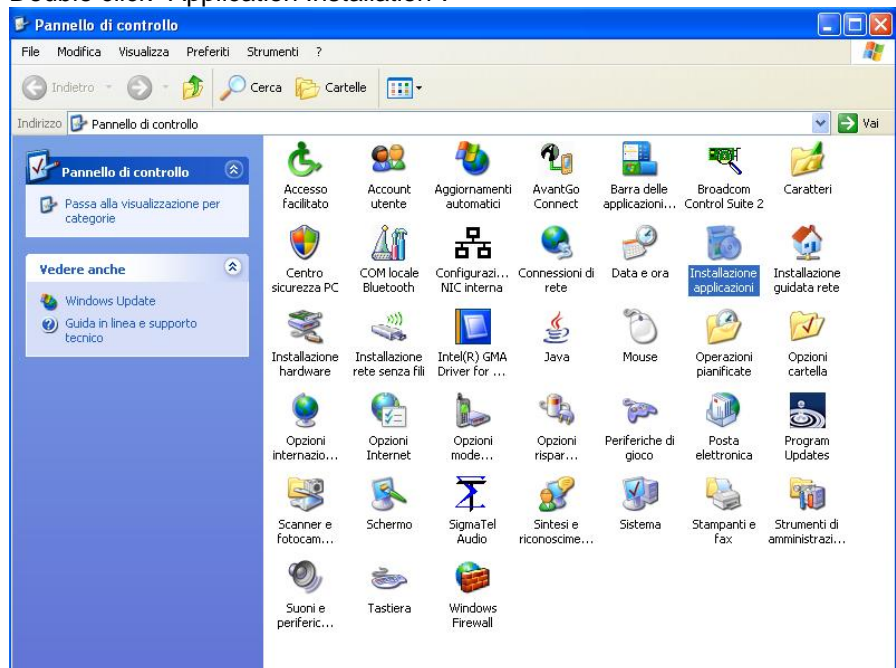 Double click "Application Installation".
Pannello di controllo
File Modifica Visualizza Preferiti Strumenti ?
Indietro Cerca Cartelle
Indirizzo Pannello di controllo Vai
Pannello di controllo
Passa alla visualizzazione per
categorie
Vedere anche
Windows Update
Guida in linea e supporto
tecnico
Accesso
facilitato
Account
utente
Aggiornamenti
automatici
AvantGo
Connect
Barra delle
applicazioni...
Broadcom
Control Suite 2
Caratteri
Centro
sicurezza PC
COM locale
Bluetooth
Configurazi...
NIC interna
Connessioni di
rete
Data e ora
Installazione
applicazioni
Installazione
guidata rete
Installazione
hardware
Installazione
rete senza fili
Intel(R) GMA
Driver for ...
Java
Mouse
Operazioni
pianificate
Opzioni
cartella
Opzioni
internazio...
Opzioni
Internet
Opzioni
mode...
Opzioni
rispar...
Periferiche di
gioco
Posta
elettronica
Program
Updates
Scanner e
fotocam...
Schermo
SigmaTel
Audio
Sintesi e
riconoscime...
Sistema
Stampanti e
fax
Strumenti di
amministrazi...
Suoni e
periferic...
Tastiera
Windows
Firewall